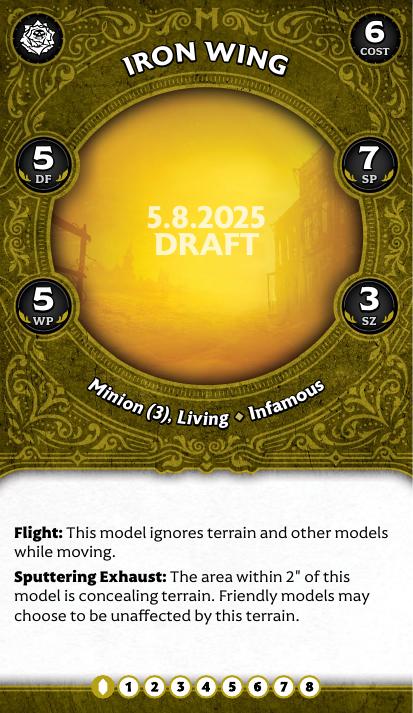 6
COST
IRON WING
5
DF
7
SP
5.8.2025
DRAFT
5
WP
3
SZ
Minion (3), Living • Infamous
Flight: This model ignores terrain and other models
while moving.
Sputtering Exhaust: The area within 2" of this
model is concealing terrain. Friendly models may
choose to be unaffected by this terrain.
1 2 3 4 5 6 7 8